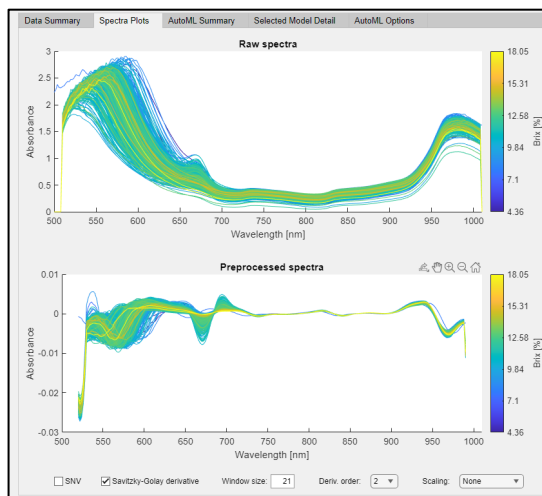 Data Summary Spectra Plots AutoML Summary Selected Model Detail AutoML Options
Raw spectra
3
2.5
2
1.5
1
0.5
0
Absorbance
500 550 600 650 700 750 800 850 900 950 1000
Wavelength [nm]
18.05
15.31
12.58
9.84
7.1
4.36
Brix [%]
Preprocessed spectra
0.01
0
-0.01
-0.02
-0.03
Absorbance
500 550 600 650 700 750 800 850 900 950 1000
Wavelength [nm]
18.05
15.31
12.58
9.84
7.1
4.36
Brix [%]
SNV Savitzky-Golay derivative Window size: 21 Deriv. order: 2 Scaling: None